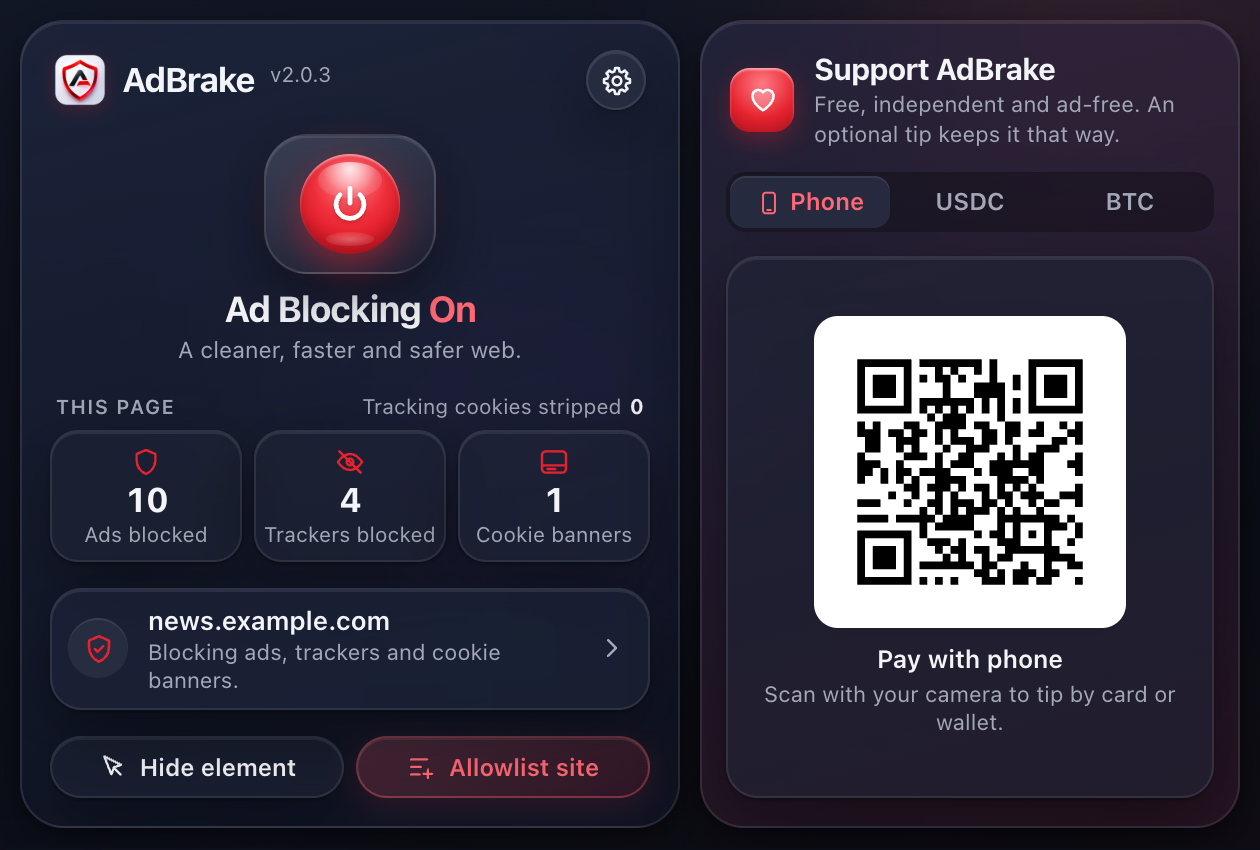 AdBrake v2.0.3
Ad Blocking On
A cleaner, faster and safer web.
THIS PAGE
Tracking cookies stripped 0
10
Ads blocked
4
Trackers blocked
1
Cookie banners
news.example.com
Blocking ads, trackers and cookie
banners.
Hide element
Allowlist site
Support AdBrake
Free, independent and ad-free. An
optional tip keeps it that way.
Phone
USDC
BTC
Pay with phone
Scan with your camera to tip by card or
wallet.